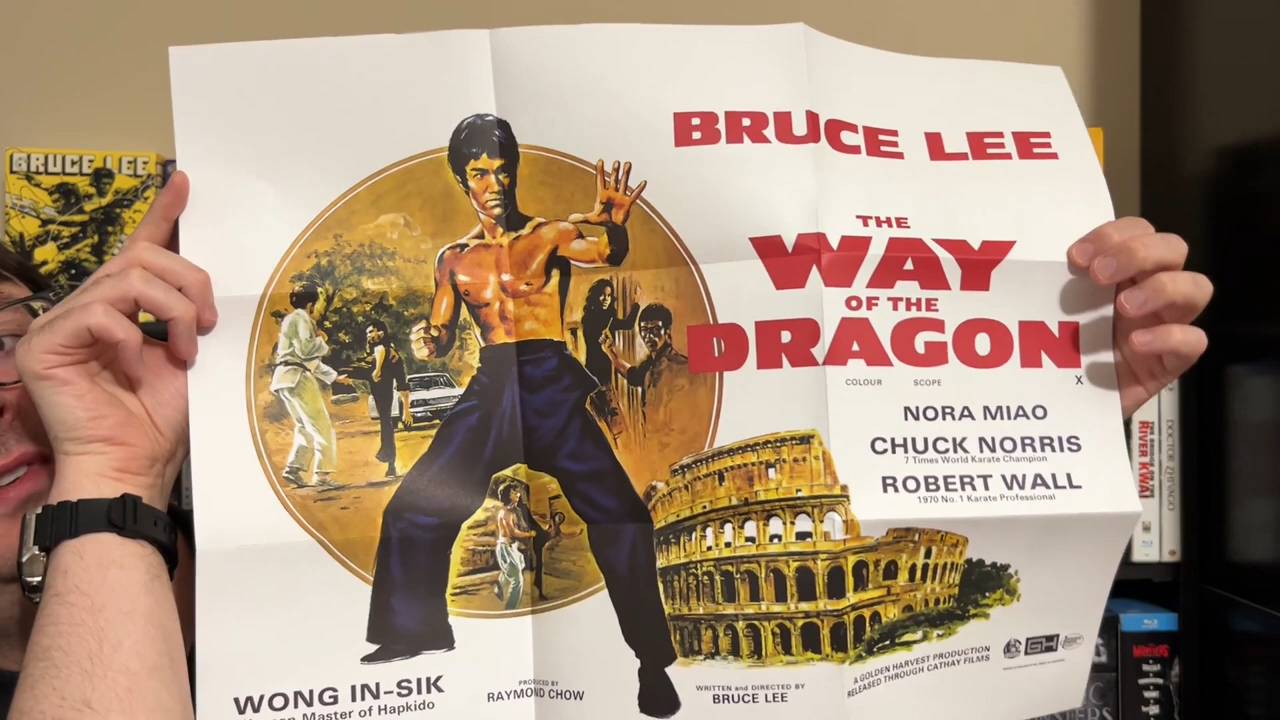 BRUCE LEE
BRUCE LEE
THE
WAY
OF THE
DRAGON
COLOUR SCOPE X
NORA MIAO
CHUCK NORRIS
7 Times World Karate Champion
ROBERT WALL
1970 No. 1 Karate Professional
WONG IN-SIK
Master of Hapkido
PRODUCED BY
RAYMOND CHOW
WRITTEN and DIRECTED BY
BRUCE LEE
A GOLDEN HARVEST PRODUCTION
RELEASED THROUGH CATHAY FILMS
GH
THE BRIDGE ON THE
RIVER KWAI
DOCTOR ZHIVAGO